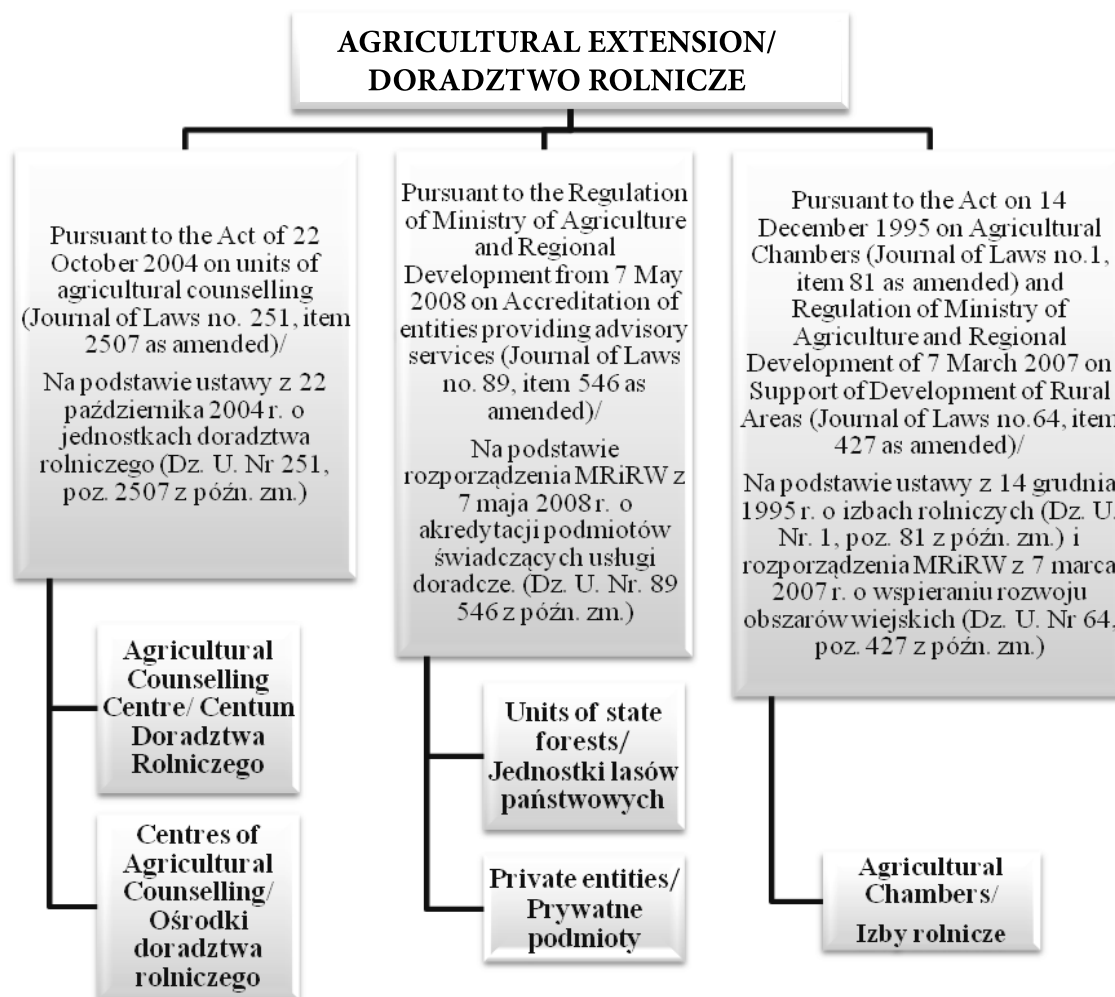 AGRICULTURAL EXTENSION/
DORADZTWO ROLNICZE
Pursuant to the Act of 22
October 2004 on units of
agricultural counselling
(Journal of Laws no. 251, item
2507 as amended)/
Na podstawie ustawy z 22
października 2004 r. o
jednostkach doradztwa
rolniczego (Dz. U. Nr 251,
poz. 2507 z późn. zm.)
Agricultural
Counselling
Centre/ Centum
Doradztwa
Rolniczego
Centres of
Agricultural
Counselling/
Ośrodki
doradztwa
rolniczego
Pursuant to the Regulation
of Ministry of Agriculture
and Regional
Development from 7 May
2008 on Accreditation of
entities providing advisory
services (Journal of Laws
no. 89, item 546 as
amended)/
Na podstawie
rozporządzenia MRiRW z
7 maja 2008 r. o
akredytacji podmiotów
świadczących usługi
doradcze. (Dz. U. Nr. 89
546 z późn. zm.)
Units of state
forests/
Jednostki lasów
państwowych
Private entities/
Prywatne
podmioty
Pursuant to the Act on 14
December 1995 on Agricultural
Chambers (Journal of Laws no.1,
item 81 as amended) and
Regulation of Ministry of
Agriculture and Regional
Development of 7 March 2007 on
Support of Development of Rural
Areas (Journal of Laws no.64, item
427 as amended)/
Na podstawie ustawy z 14 grudnia
1995 r. o izbach rolniczych (Dz. U.
Nr. 1, poz. 81 z późn. zm.) i
rozporządzenia MRiRW z 7 marca
2007 r. o wspieraniu rozwoju
obszarów wiejskich (Dz. U. Nr 64,
poz. 427 z późn. zm.)
Agricultural
Chambers/
Izby rolnicze